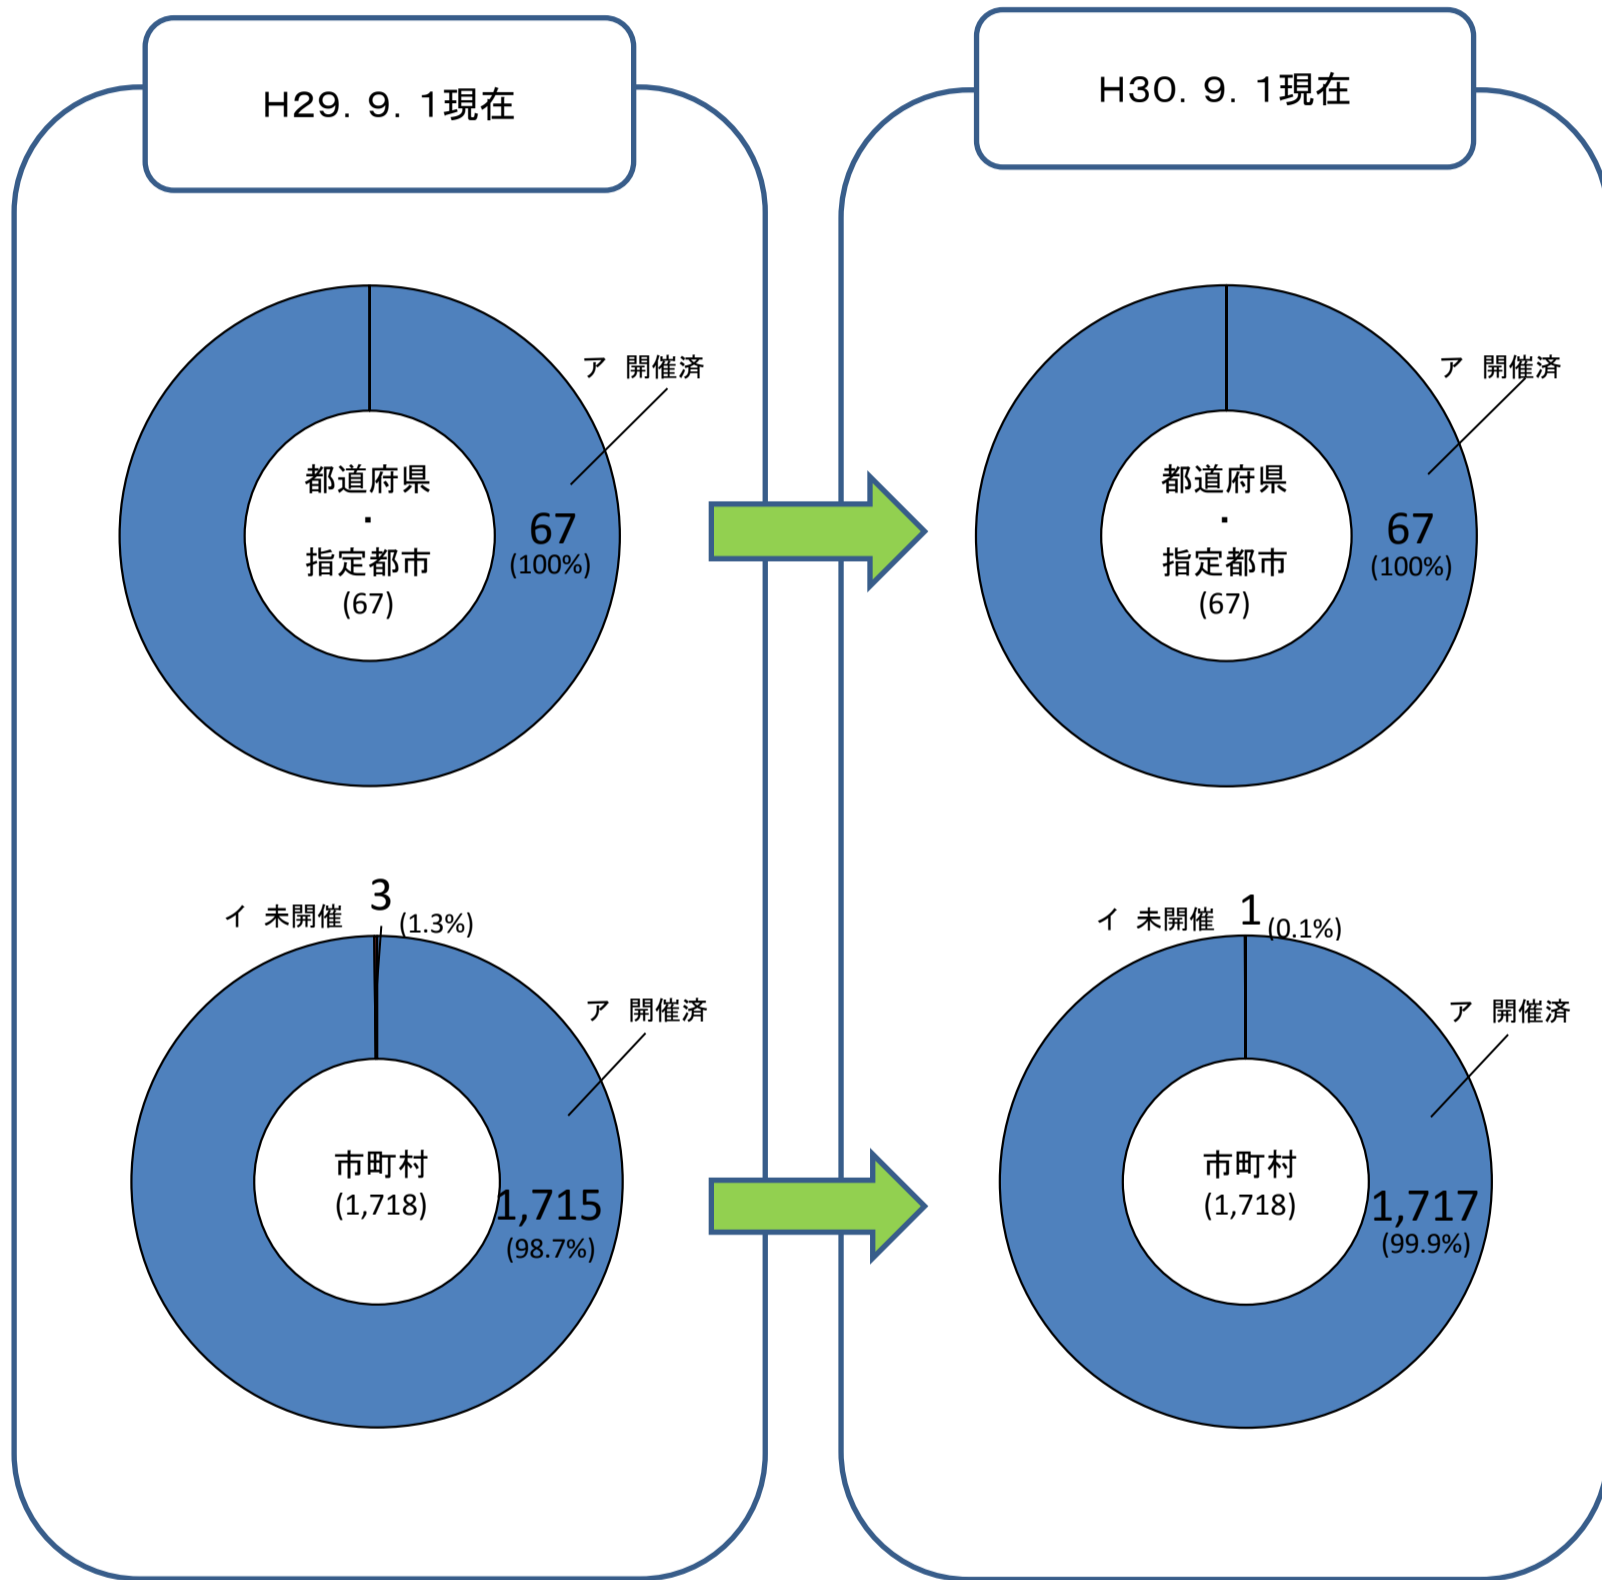 H29. 9. 1現在
ア 開催済
都道府県
・
指定都市
(67)
67
(100%)
イ 未開催 3 (1.3%)
ア 開催済
市町村
(1,718)
1,715
(98.7%)
H30. 9. 1現在
ア 開催済
都道府県
・
指定都市
(67)
67
(100%)
イ 未開催 1 (0.1%)
ア 開催済
市町村
(1,718)
1,717
(99.9%)